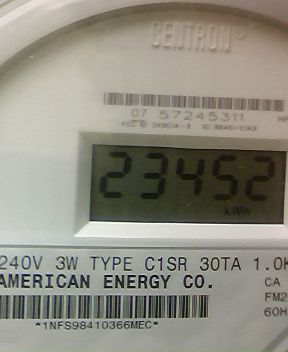 CENTRON®
07 57245311
23452
kWh
240V 3W TYPE C1SR 30TA 1.0K
AMERICAN ENERGY CO.
CA
FM2
60H
*1NFS98410366MEC*